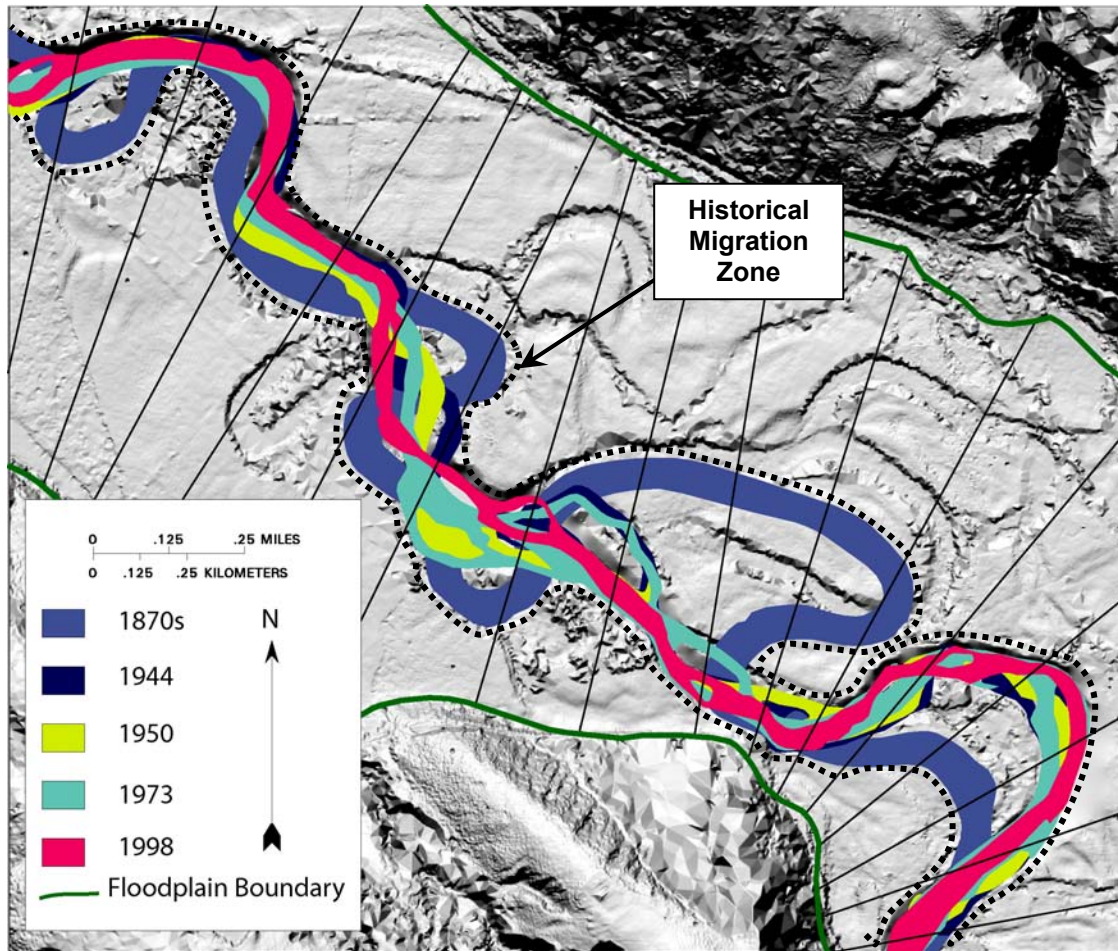 Historical
Migration
Zone
0 .125 .25 MILES
0 .125 .25 KILOMETERS
1870s
N
1944
1950
1973
1998
Floodplain Boundary